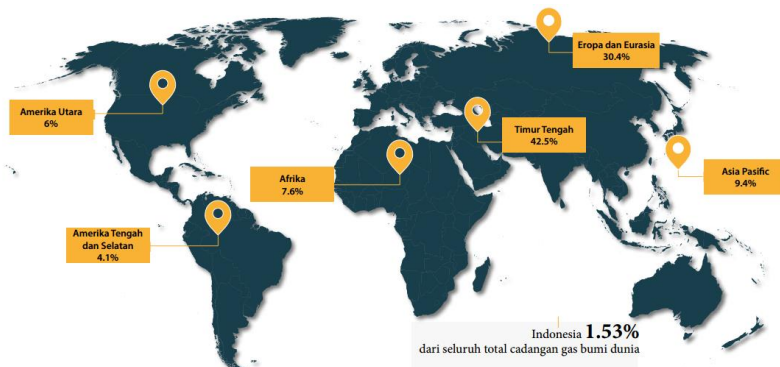 Eropa dan Eurasia
30.4%
Amerika Utara
6%
Timur Tengah
42.5%
Afrika
7.6%
Asia Pasific
9.4%
Amerika Tengah
dan Selatan
4.1%
Indonesia 1.53%
dari seluruh total cadangan gas bumi dunia